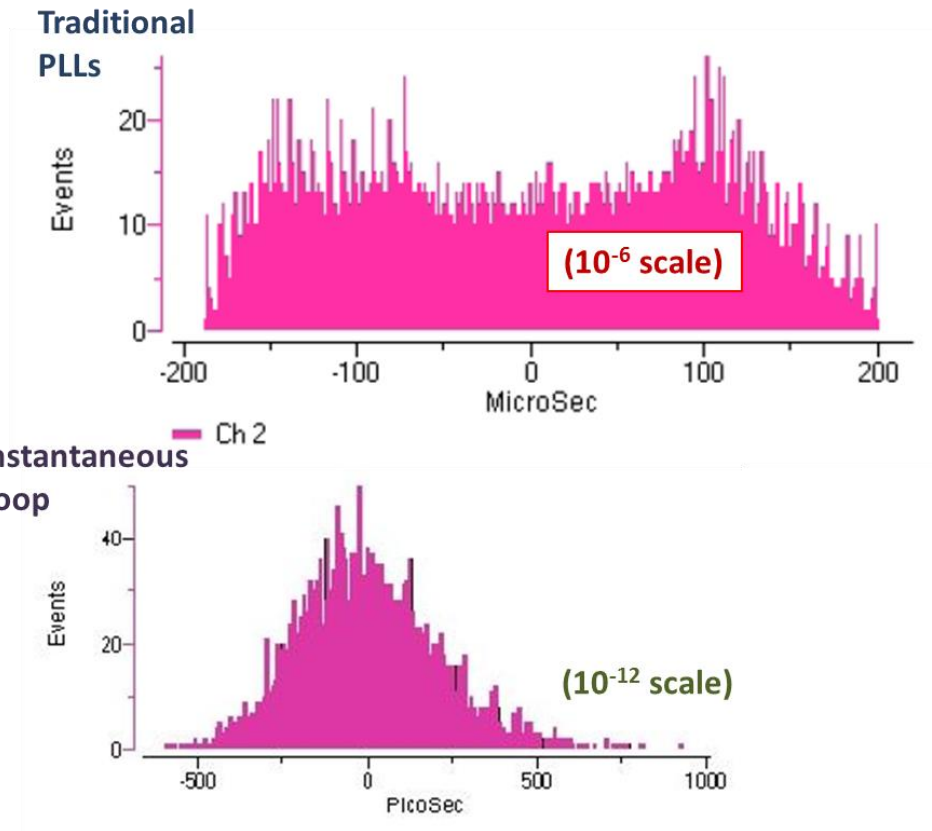 Traditional
PLLs
20
10
0
Events
(10-6 scale)
-200 -100 0 100 200
MicroSec
Ch 2
nstantaneous
oop
40
20
0
Events
(10-12 scale)
-500 0 500 1000
PicoSec